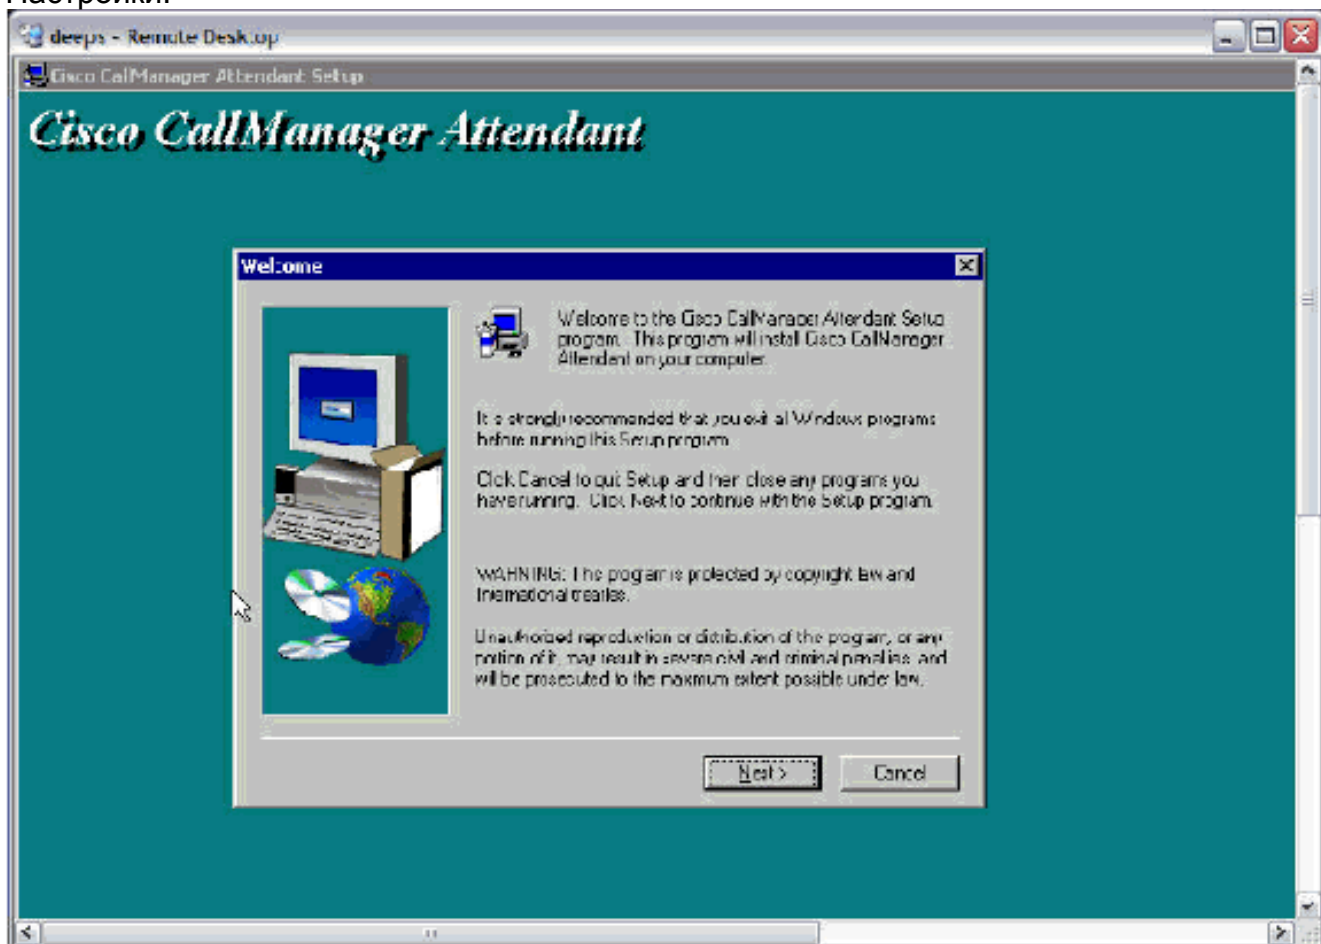 Настройки.
deeps - Remote Desktop
Cisco CallManager Attendant Setup
Cisco CallManager Attendant
Welcome
Welcome to the Cisco CallManager Attendant Setup
program. This program will install Cisco CallManager
Attendant on your computer.
It is strongly recommended that you exit all Windows programs
before running this Setup program.
Click Cancel to quit Setup and then close any programs you
have running. Click Next to continue with the Setup program.
WARNING: This program is protected by copyright law and
international treaties.
Unauthorized reproduction or distribution of this program, or any
portion of it, may result in severe civil and criminal penalties, and
will be prosecuted to the maximum extent possible under law.
Next >
Cancel